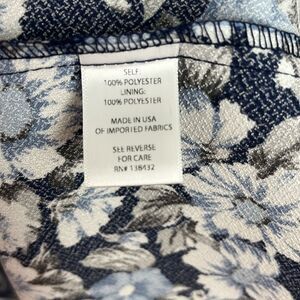 SELF:
100% POLYESTER
LINING:
100% POLYESTER
MADE IN USA
OF IMPORTED FABRICS
SEE REVERSE
FOR CARE
RN# 138432